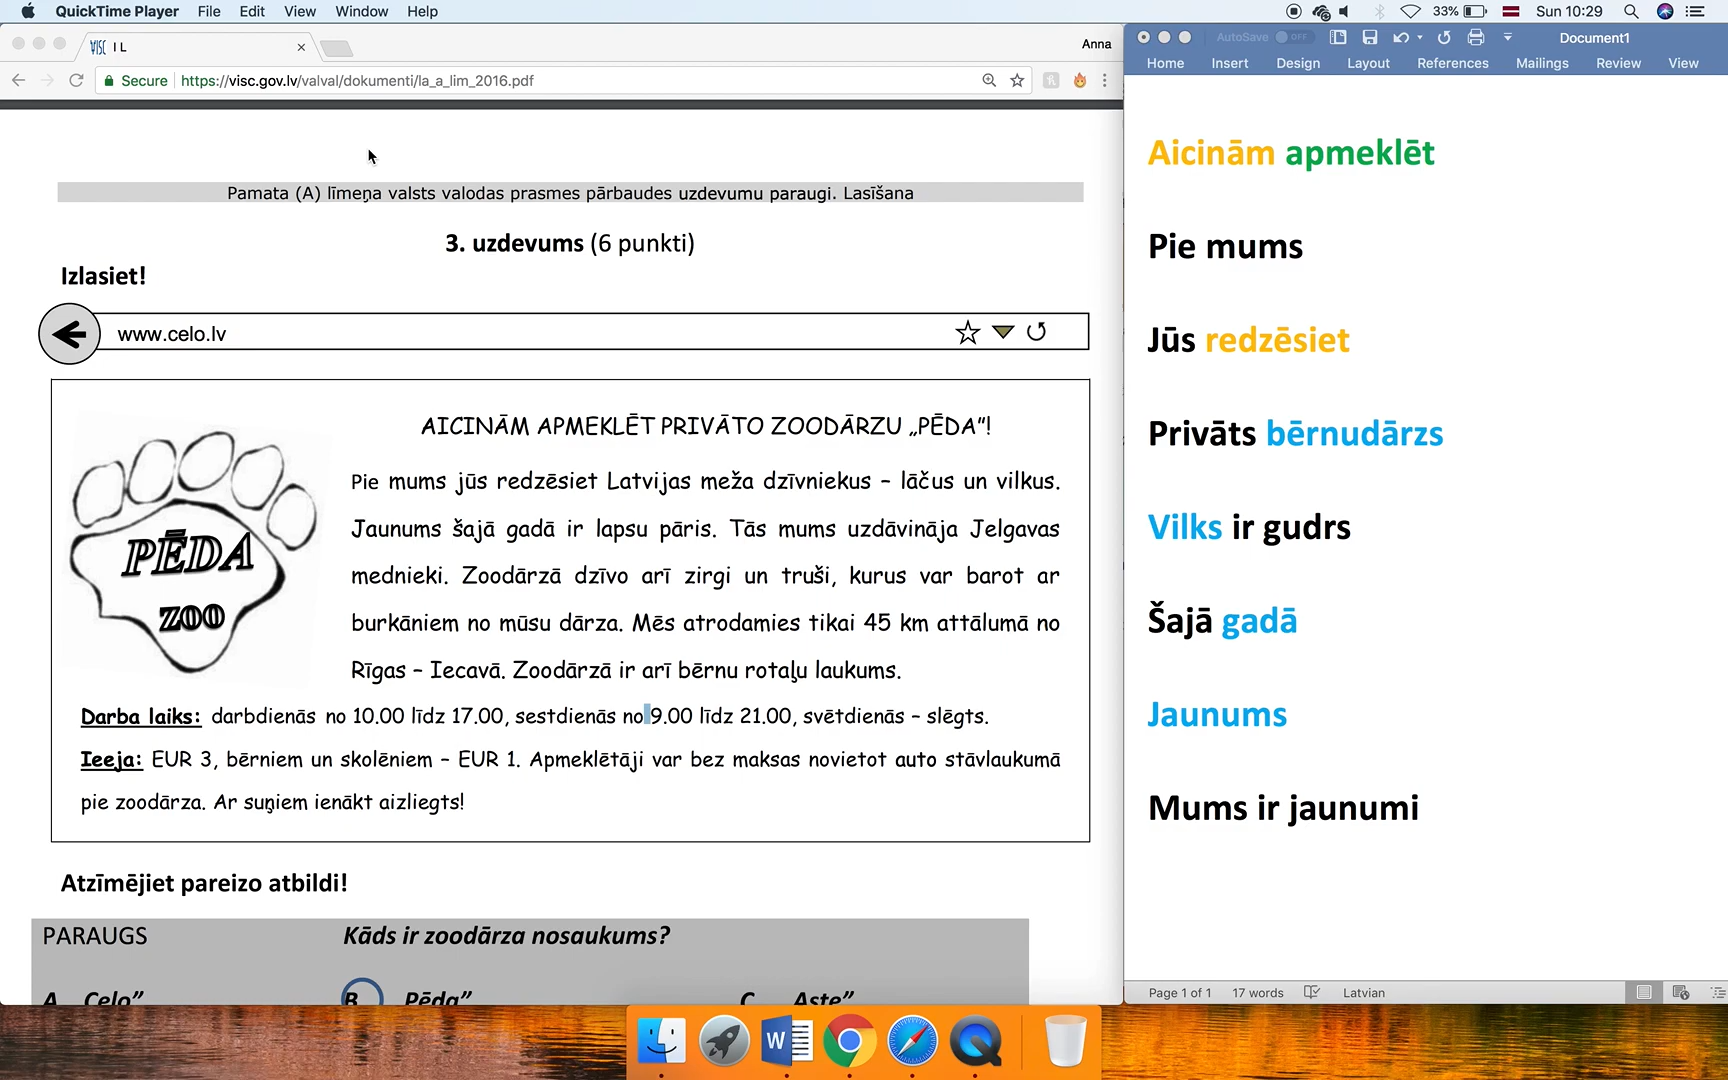 QuickTime Player File Edit View Window Help 33% Sun 10:29
VISC I L × Anna
Secure https://visc.gov.lv/valval/dokumenti/la_a_lim_2016.pdf
Pamata (A) līmeņa valsts valodas prasmes pārbaudes uzdevumu paraugi. Lasīšana
3. uzdevums (6 punkti)
Izlasiet!
www.celo.lv
AICINĀM APMEKLĒT PRIVĀTO ZOODĀRZU „PĒDA”!
PĒDA
ZOO
Pie mums jūs redzēsiet Latvijas meža dzīvniekus – lāčus un vilkus.
Jaunums šajā gadā ir lapsu pāris. Tās mums uzdāvināja Jelgavas
mednieki. Zoodārzā dzīvo arī zirgi un truši, kurus var barot ar
burkāniem no mūsu dārza. Mēs atrodamies tikai 45 km attālumā no
Rīgas – Iecavā. Zoodārzā ir arī bērnu rotaļu laukums.
Darba laiks: darbdienās no 10.00 līdz 17.00, sestdienās no 9.00 līdz 21.00, svētdienās – slēgts.
Ieeja: EUR 3, bērniem un skolēniem – EUR 1. Apmeklētāji var bez maksas novietot auto stāvlaukumā
pie zoodārza. Ar suņiem ienākt aizliegts!
Atzīmējiet pareizo atbildi!
PARAUGS Kāds ir zoodārza nosaukums?
A „Celo” B „Pēda” C „Aste”
AutoSave OFF Document1
Home Insert Design Layout References Mailings Review View
Aicinām apmeklēt
Pie mums
Jūs redzēsiet
Privāts bērnudārzs
Vilks ir gudrs
Šajā gadā
Jaunums
Mums ir jaunumi
Page 1 of 1 17 words Latvian
W